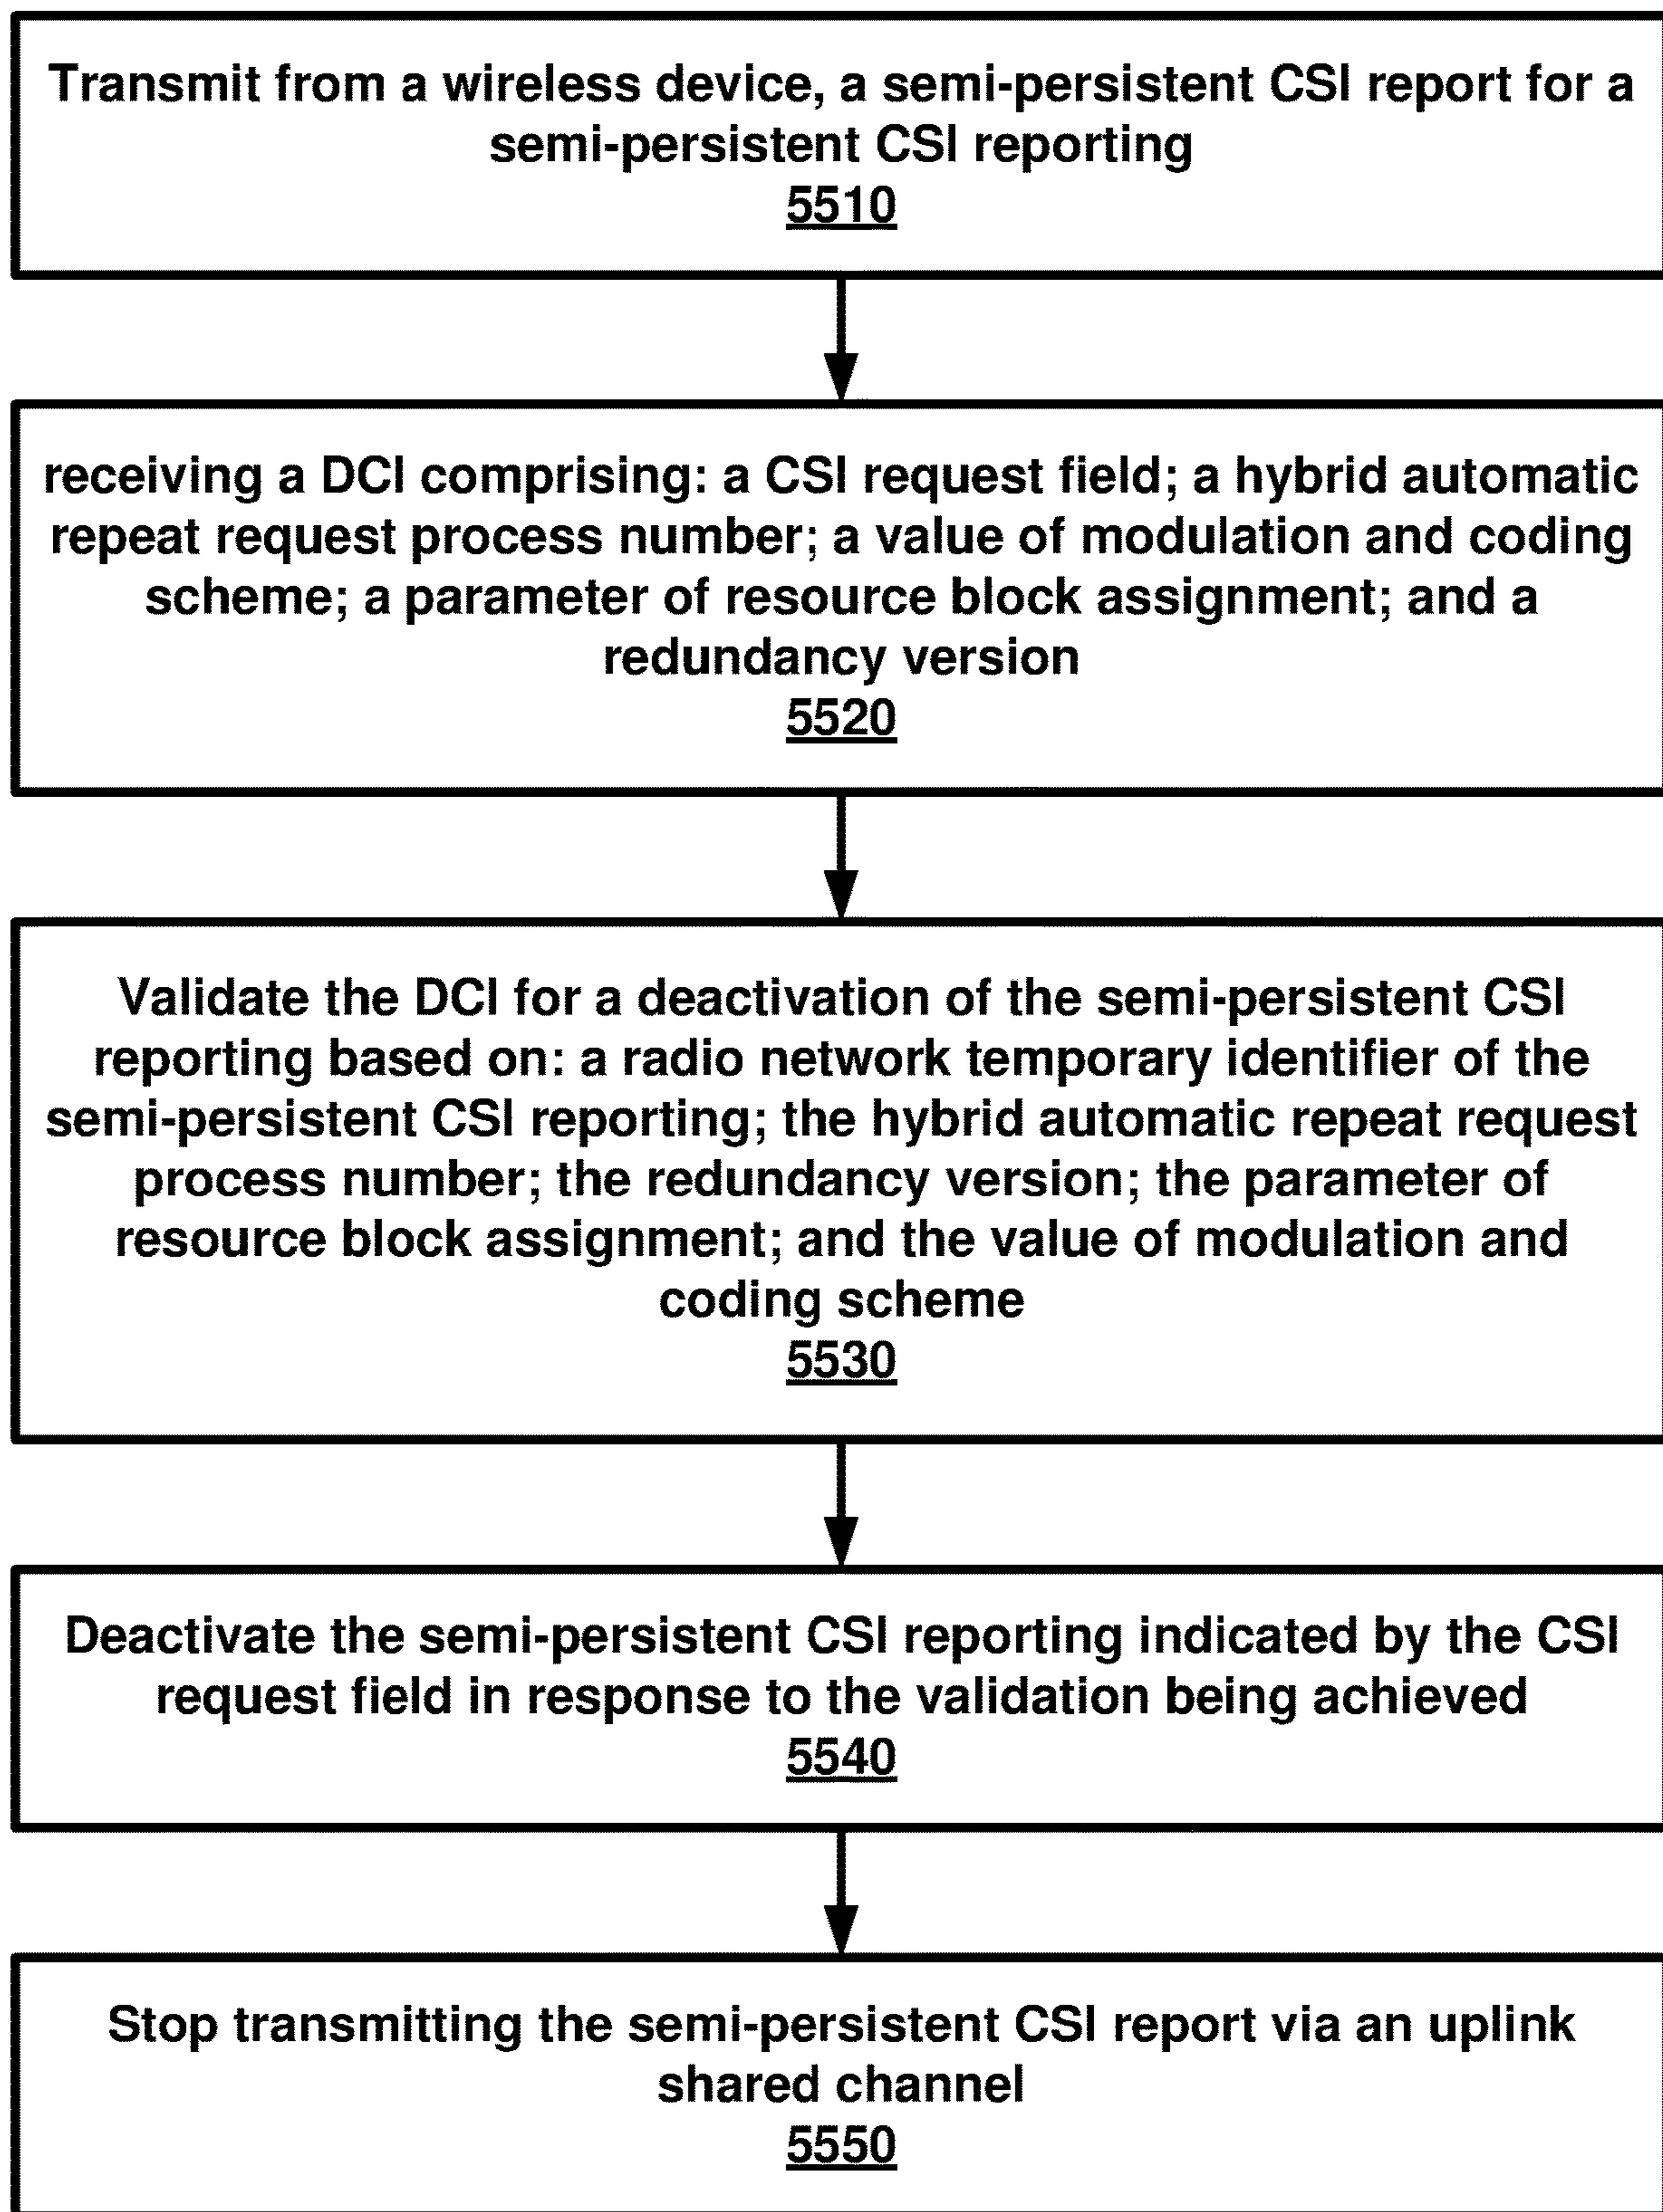 Transmit from a wireless device, a semi-persistent CSI report for a
semi-persistent CSI reporting
5510
receiving a DCI comprising: a CSI request field; a hybrid automatic
repeat request process number; a value of modulation and coding
scheme; a parameter of resource block assignment; and a
redundancy version
5520
Validate the DCI for a deactivation of the semi-persistent CSI
reporting based on: a radio network temporary identifier of the
semi-persistent CSI reporting; the hybrid automatic repeat request
process number; the redundancy version; the parameter of
resource block assignment; and the value of modulation and
coding scheme
5530
Deactivate the semi-persistent CSI reporting indicated by the CSI
request field in response to the validation being achieved
5540
Stop transmitting the semi-persistent CSI report via an uplink
shared channel
5550